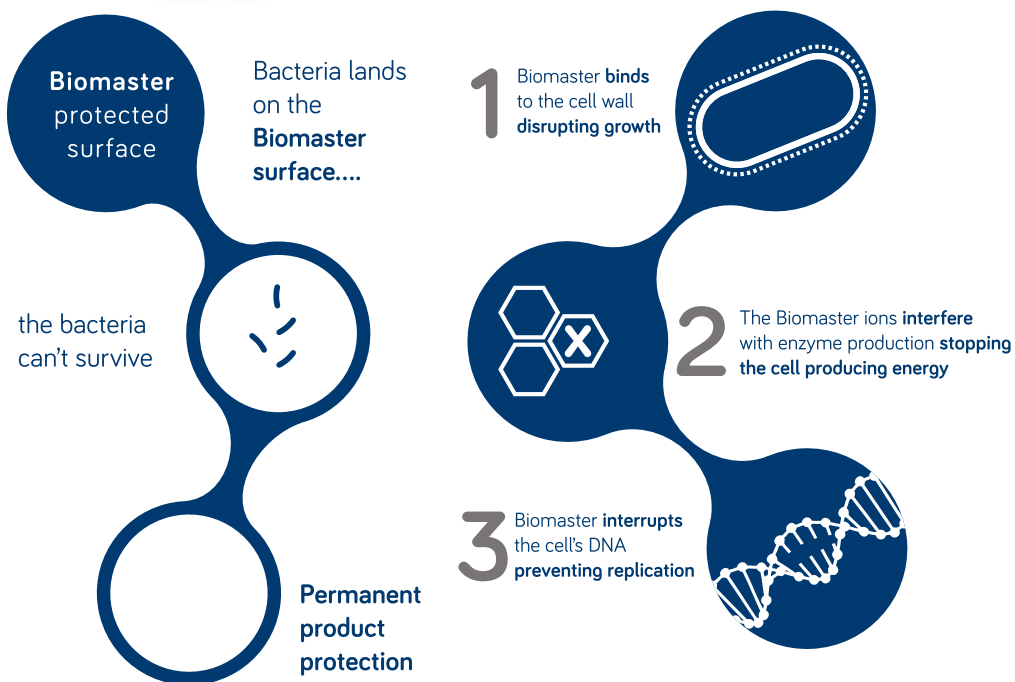 Biomaster
protected
surface
Bacteria lands
on the
Biomaster
surface....
the bacteria
can't survive
Permanent
product
protection
1
Biomaster binds
to the cell wall
disrupting growth
X
2
The Biomaster ions interfere
with enzyme production stopping
the cell producing energy
3
Biomaster interrupts
the cell's DNA
preventing replication